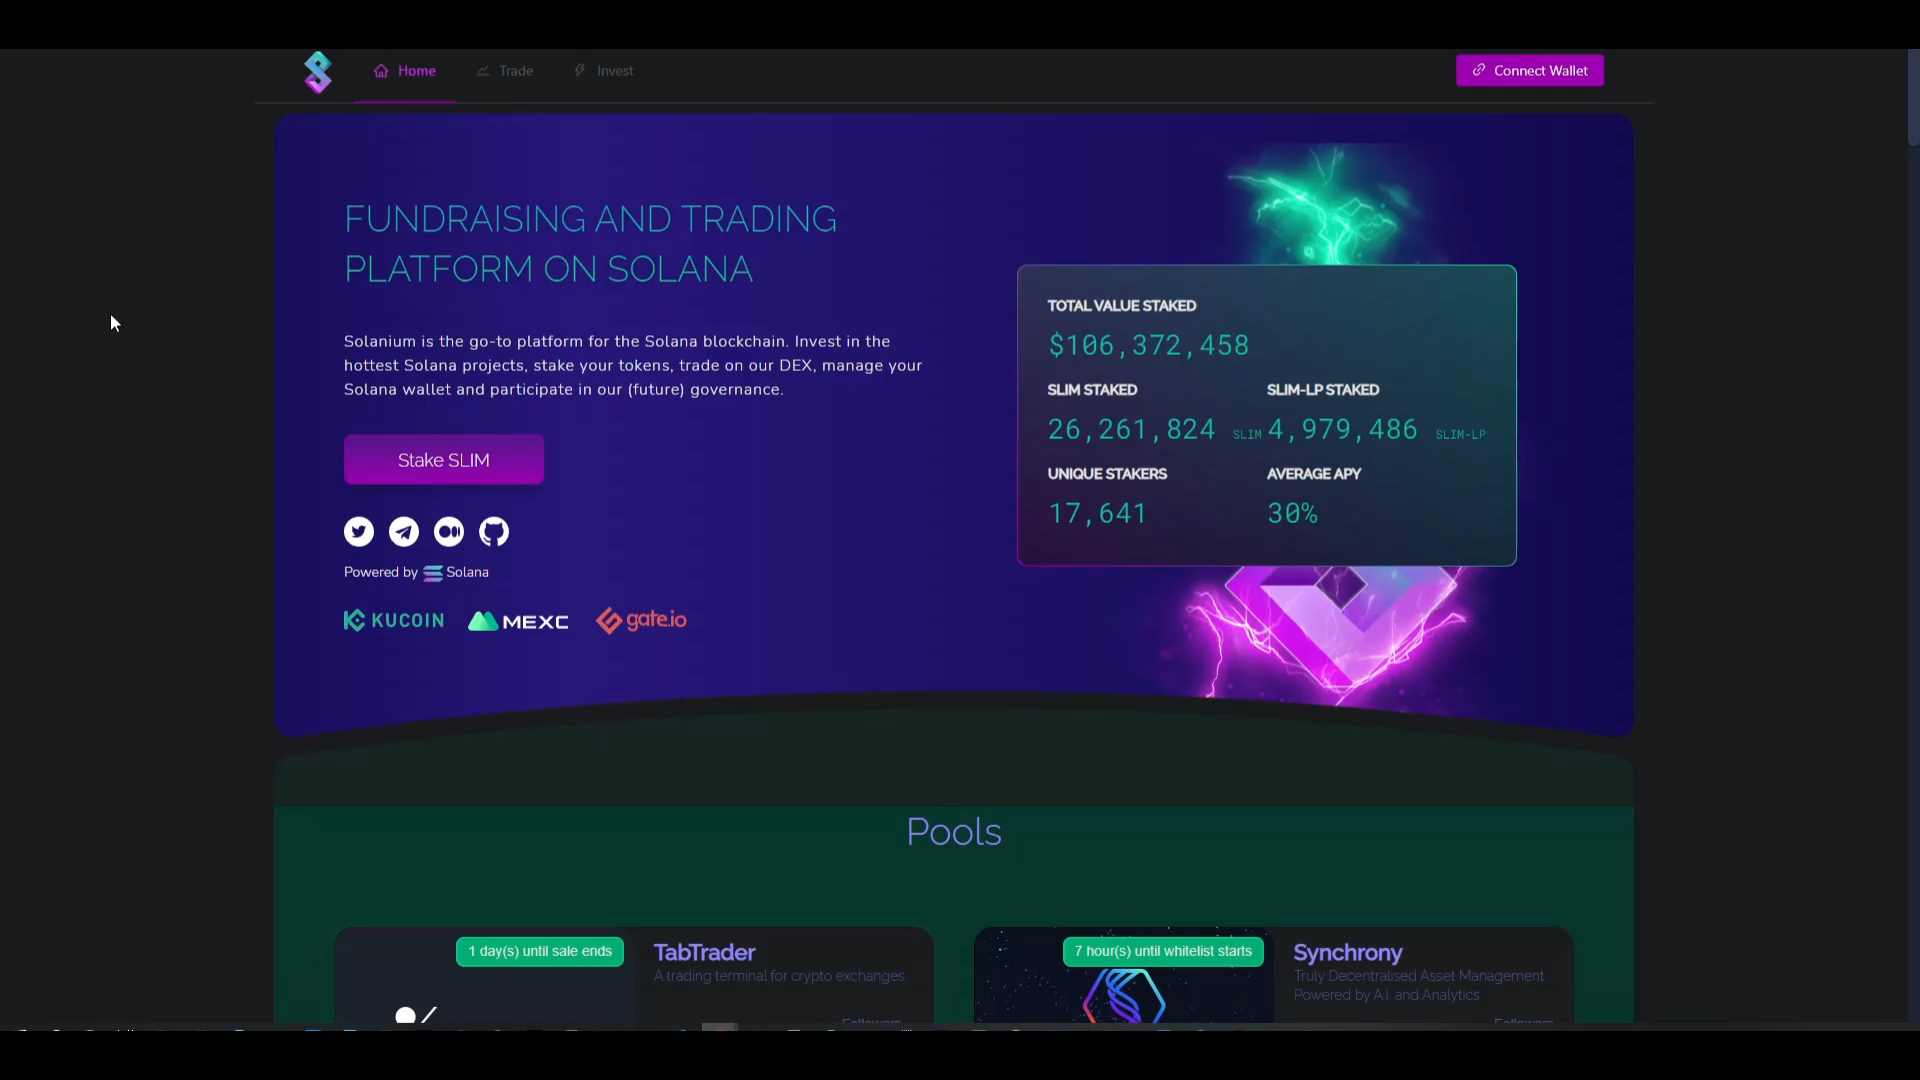 Home
Trade
Invest
Connect Wallet
FUNDRAISING AND TRADING
PLATFORM ON SOLANA
Solanium is the go-to platform for the Solana blockchain. Invest in the
hottest Solana projects, stake your tokens, trade on our DEX, manage your
Solana wallet and participate in our (future) governance.
Stake SLIM
Powered by Solana
KUCOIN
MEXC
gate.io
TOTAL VALUE STAKED
$106,372,458
SLIM STAKED
26,261,824 SLIM
SLIM-LP STAKED
4,979,486 SLIM-LP
UNIQUE STAKERS
17,641
AVERAGE APY
30%
Pools
1 day(s) until sale ends
TabTrader
A trading terminal for crypto exchanges
7 hour(s) until whitelist starts
Synchrony
Truly Decentralised Asset Management
Powered by A.I. and Analytics